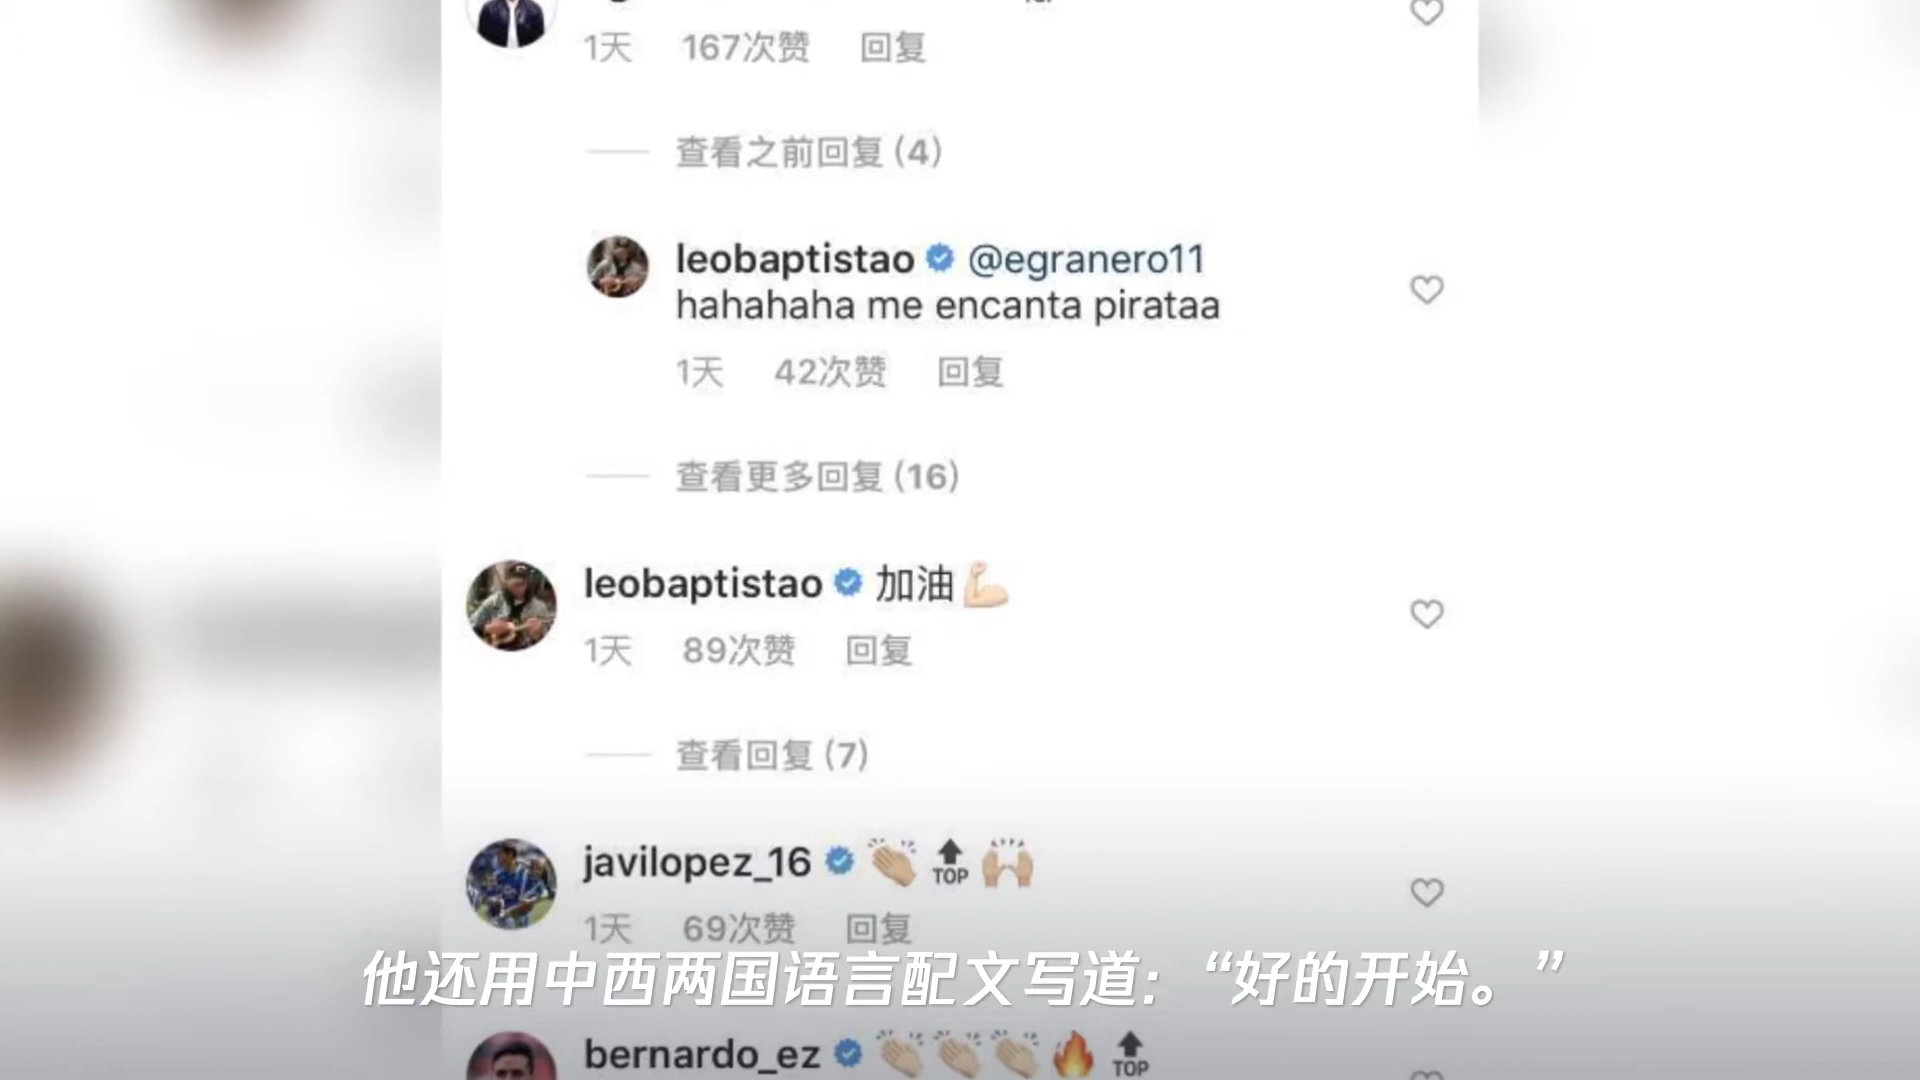 1天 167次赞 回复
查看之前回复 (4)
leobaptistao @egranero11
hahahaha me encanta pirataa
1天 42次赞 回复
查看更多回复 (16)
leobaptistao 加油💪🏻
1天 89次赞 回复
查看回复 (7)
javilopez_16 👏🏼🔝🙌🏼
1天 69次赞 回复
他还用中西两国语言配文写道：“好的开始。”
bernardo_ez 👏🏻👏🏻👏🏻🔥🔝